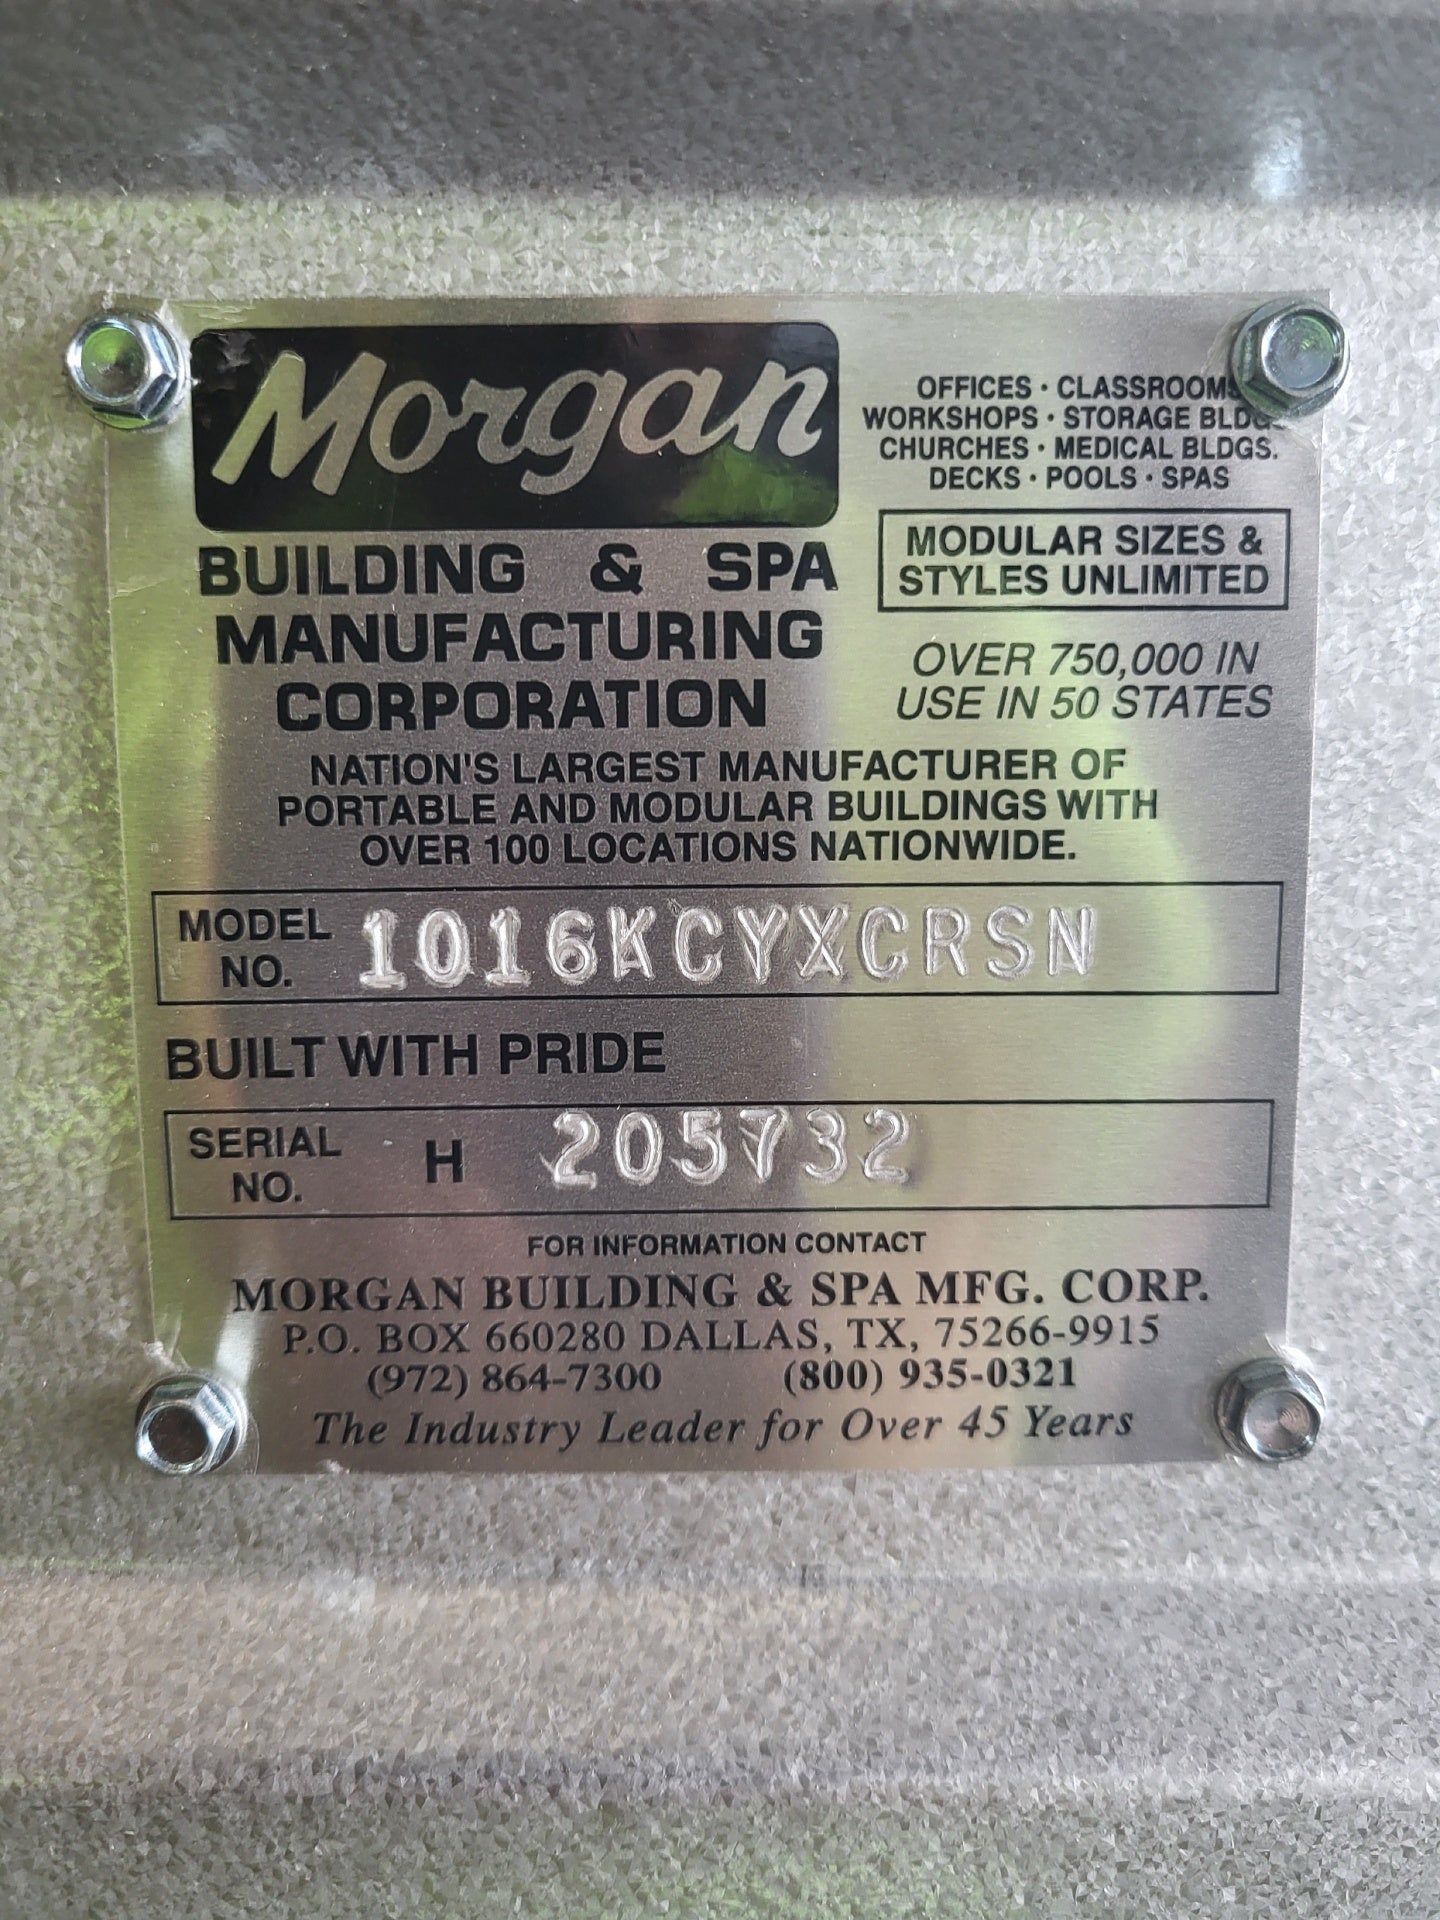 Morgan
BUILDING & SPA
MANUFACTURING
CORPORATION
OFFICES · CLASSROOMS
WORKSHOPS · STORAGE BLDGS.
CHURCHES · MEDICAL BLDGS.
DECKS · POOLS · SPAS
MODULAR SIZES &
STYLES UNLIMITED
OVER 750,000 IN
USE IN 50 STATES
NATION'S LARGEST MANUFACTURER OF
PORTABLE AND MODULAR BUILDINGS WITH
OVER 100 LOCATIONS NATIONWIDE.
MODEL NO. 1016KCYXCRSN
BUILT WITH PRIDE
SERIAL NO. H 205732
FOR INFORMATION CONTACT
MORGAN BUILDING & SPA MFG. CORP.
P.O. BOX 660280 DALLAS, TX, 75266-9915
(972) 864-7300 (800) 935-0321
The Industry Leader for Over 45 Years